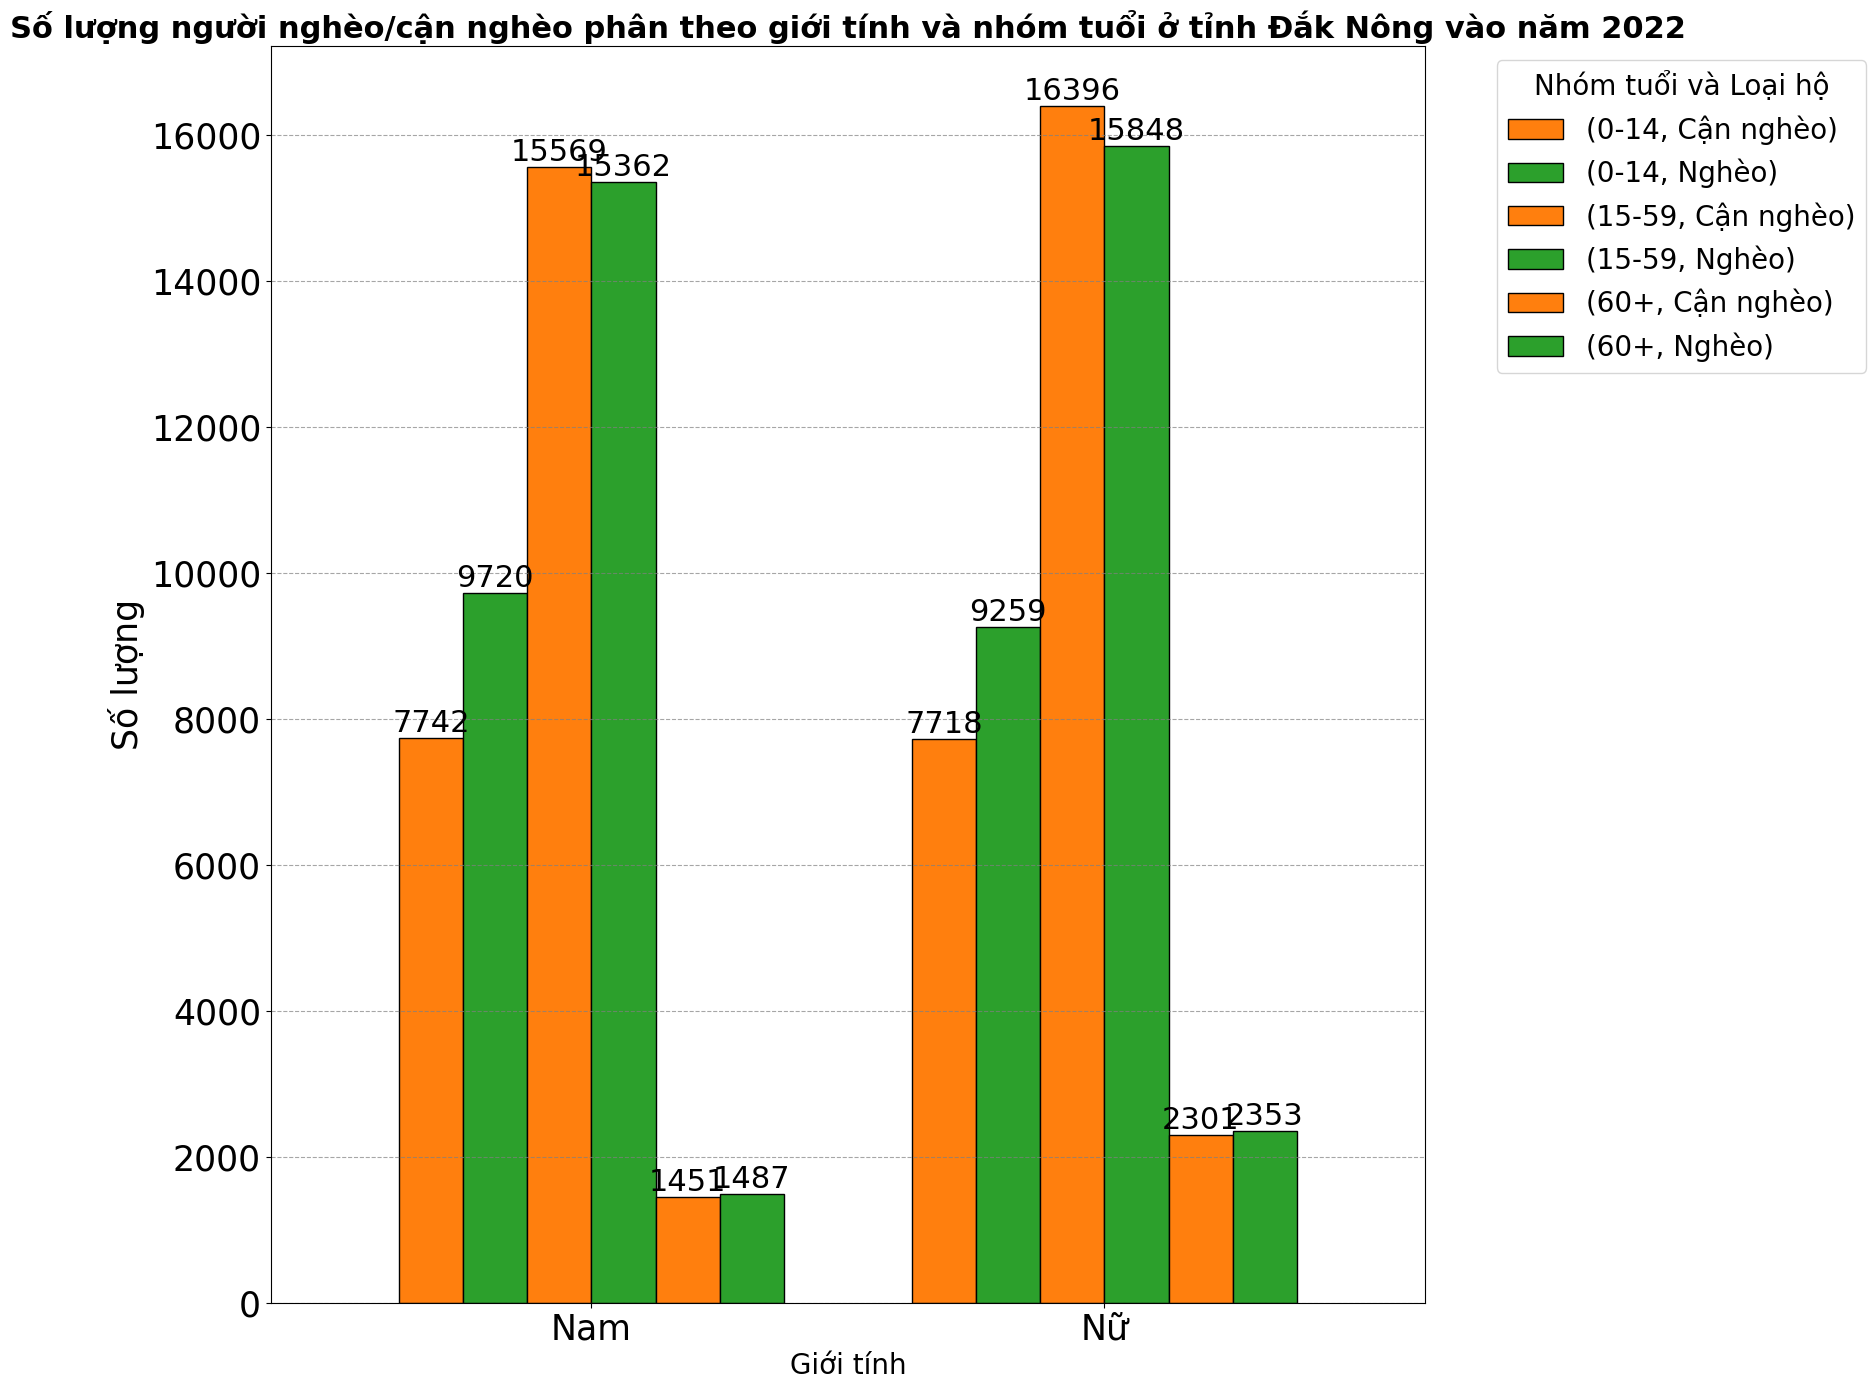 Số lượng người nghèo/cận nghèo phân theo giới tính và nhóm tuổi ở tỉnh Đắk Nông vào năm 2022
Nhóm tuổi và Loại hộ
(0-14, Cận nghèo)
(0-14, Nghèo)
(15-59, Cận nghèo)
(15-59, Nghèo)
(60+, Cận nghèo)
(60+, Nghèo)
Số lượng
16000
14000
12000
10000
8000
6000
4000
2000
0
7742
9720
15569
15362
1451
1487
7718
9259
16396
15848
2301
2353
Nam
Nữ
Giới tính